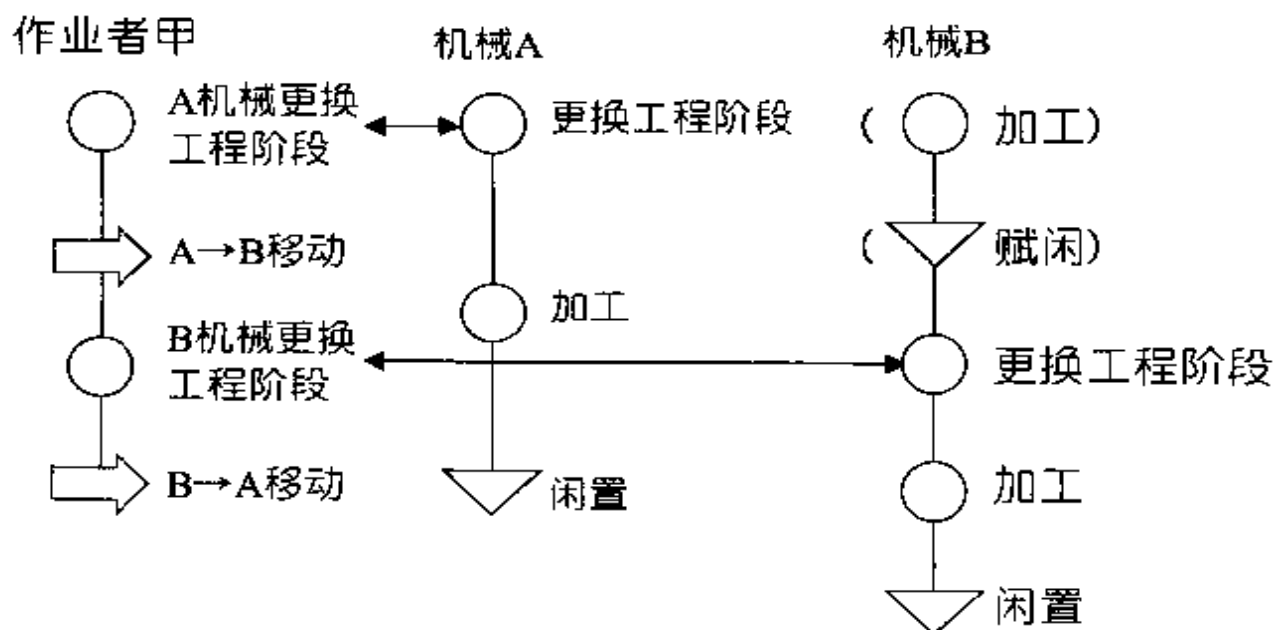 作业者甲
机械A
机械B
A机械更换
工程阶段
更换工程阶段
( 加工)
A→B移动
( 赋闲)
加工
B机械更换
工程阶段
更换工程阶段
B→A移动
闲置
加工
闲置